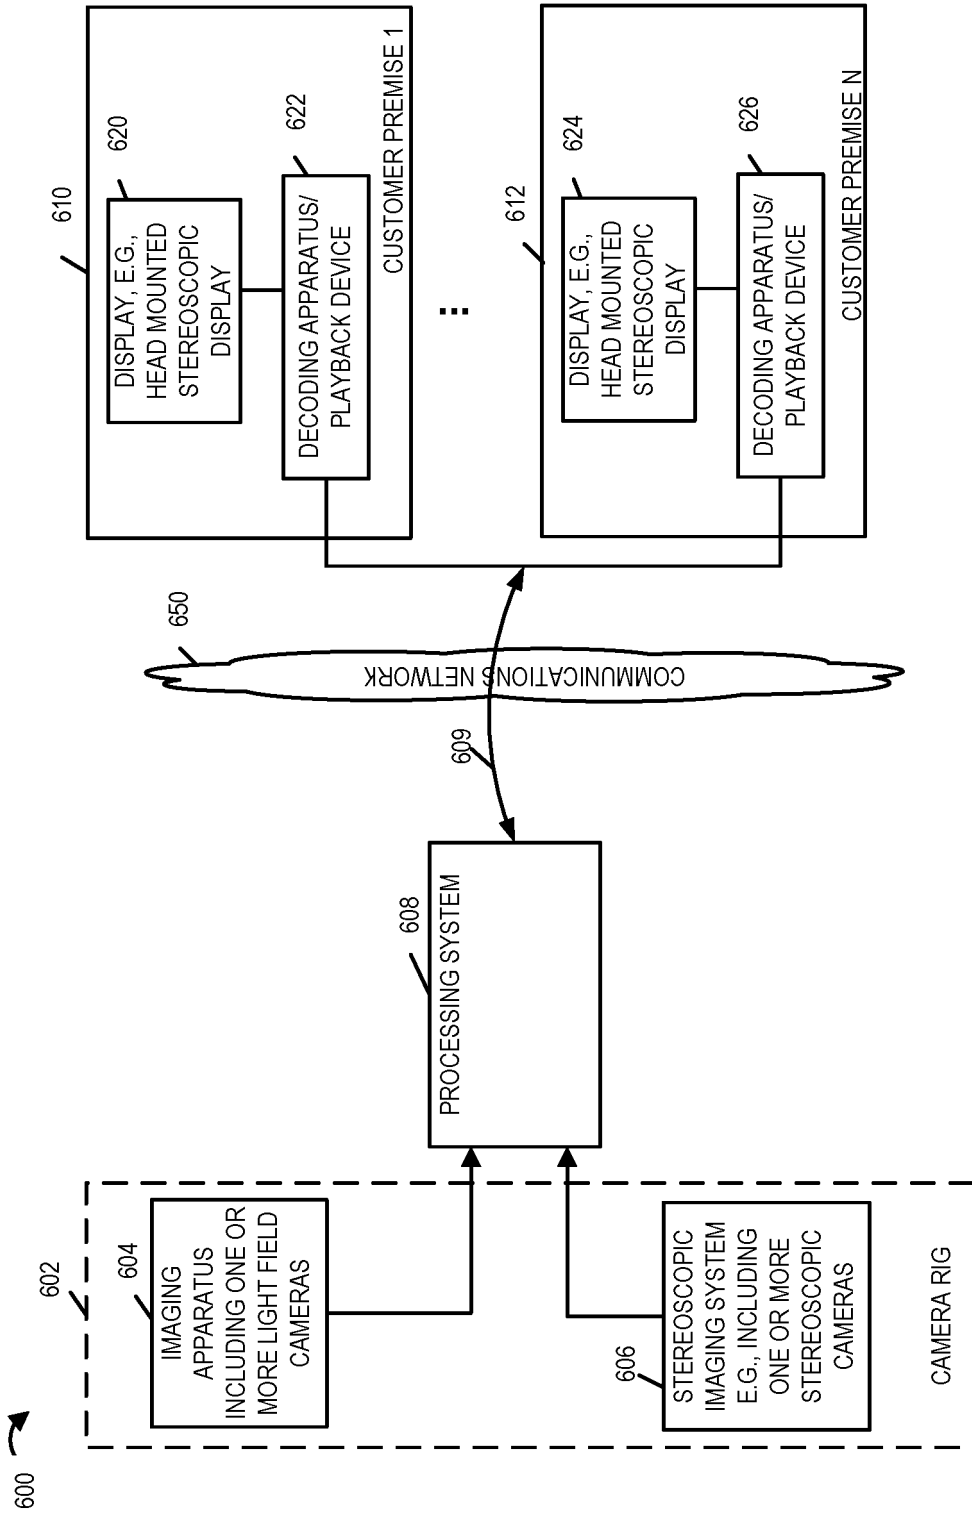 600
602
604
IMAGING
APPARATUS
INCLUDING ONE OR
MORE LIGHT FIELD
CAMERAS
606
STEREOSCOPIC
IMAGING SYSTEM
E.G., INCLUDING
ONE OR MORE
STEREOSCOPIC
CAMERAS
CAMERA RIG
608
PROCESSING SYSTEM
609
650
COMMUNICATIONS NETWORK
610
620
DISPLAY, E.G.,
HEAD MOUNTED
STEREOSCOPIC
DISPLAY
622
DECODING APPARATUS/
PLAYBACK DEVICE
CUSTOMER PREMISE 1
...
612
624
DISPLAY, E.G.,
HEAD MOUNTED
STEREOSCOPIC
DISPLAY
626
DECODING APPARATUS/
PLAYBACK DEVICE
CUSTOMER PREMISE N